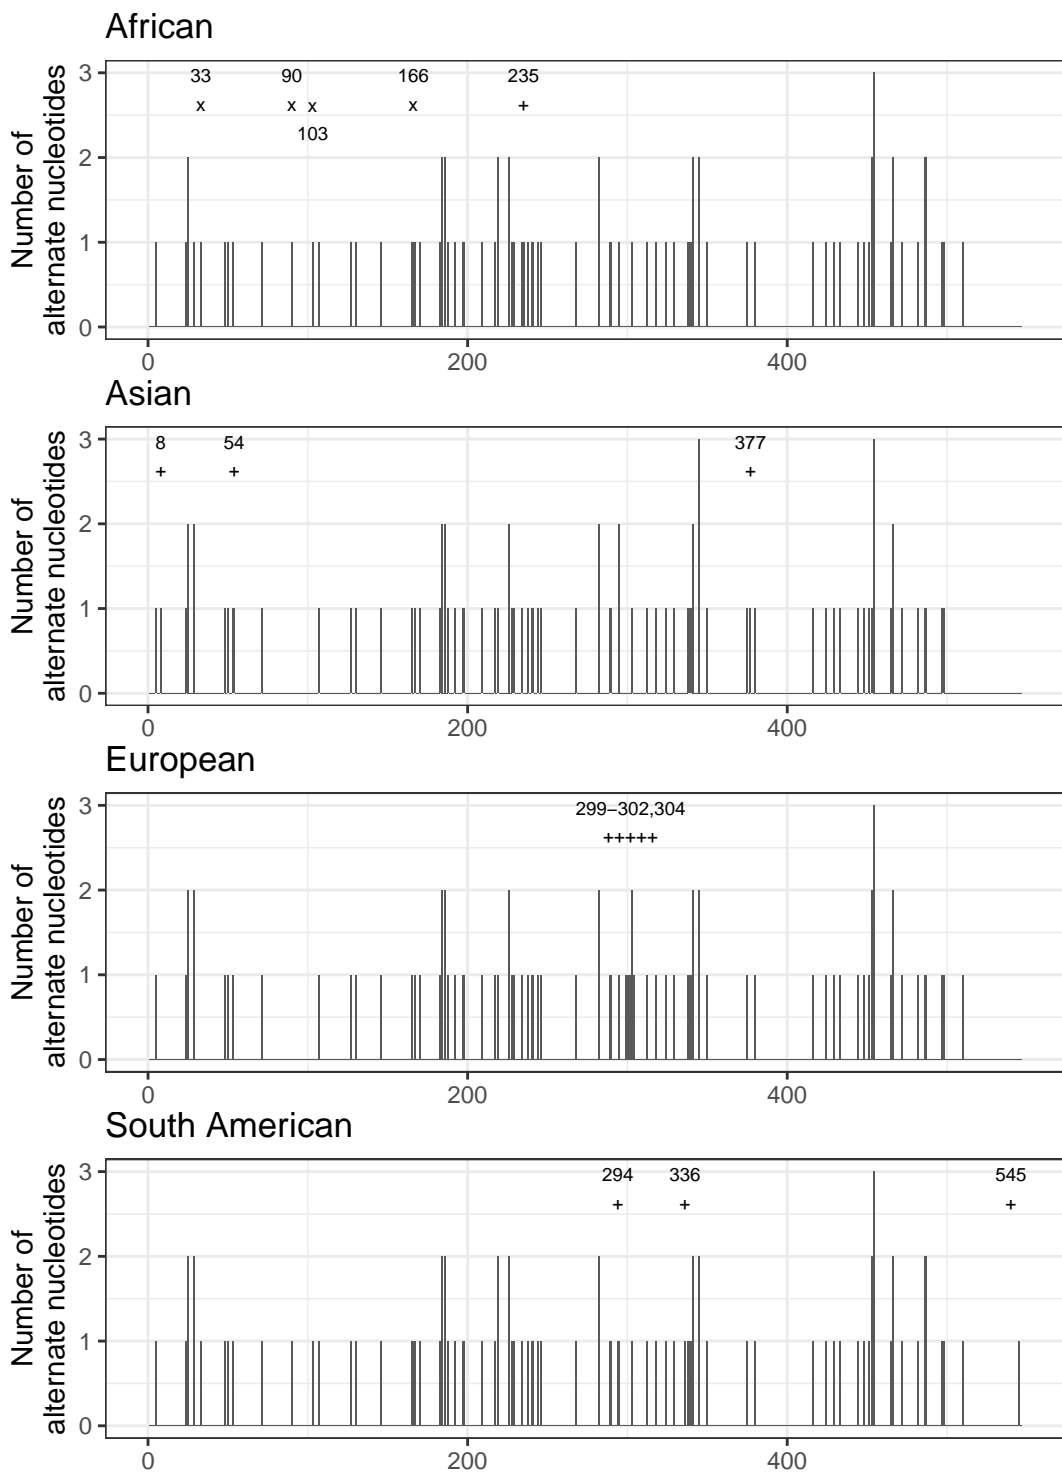 African
Number of
alternate nucleotides
3
2
1
0
33 90 166 235
x x x x +
103
0 200 400
Asian
Number of
alternate nucleotides
3
2
1
0
8 54 377
+ + +
0 200 400
European
Number of
alternate nucleotides
3
2
1
0
299–302,304
+++++
0 200 400
South American
Number of
alternate nucleotides
3
2
1
0
294 336 545
+ + +
0 200 400